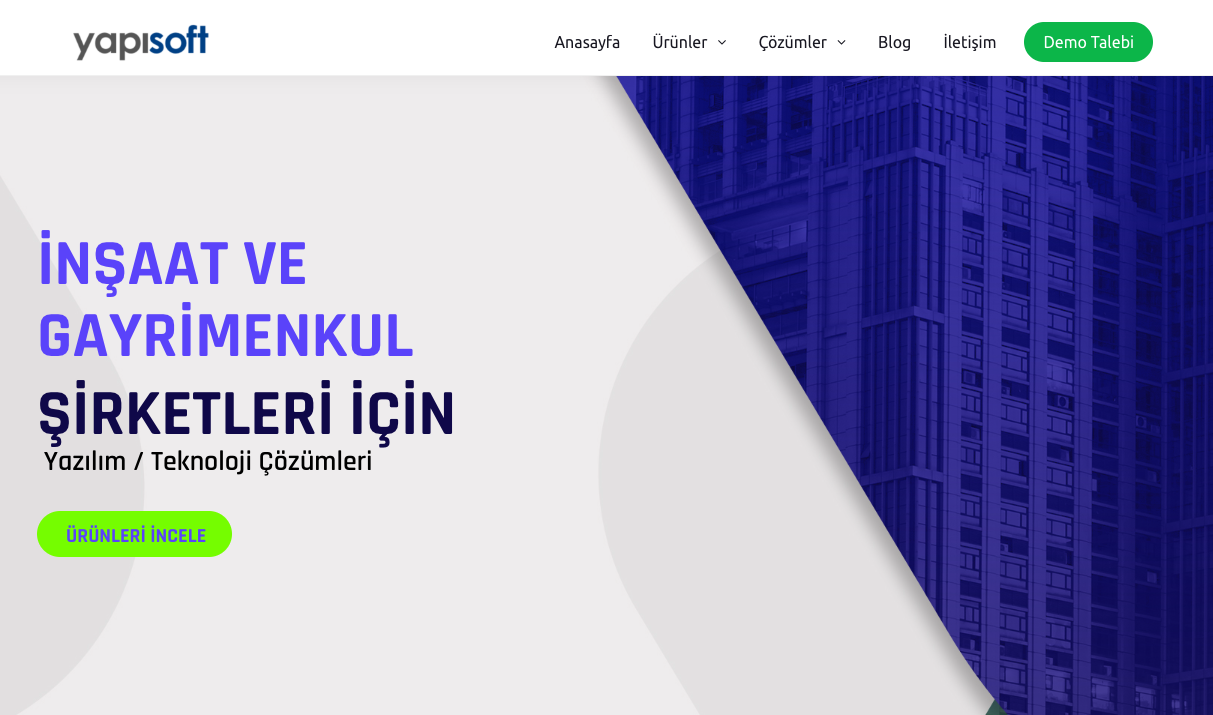 yapısoft
Anasayfa Ürünler Çözümler Blog İletişim Demo Talebi
İNŞAAT VE
GAYRİMENKUL
ŞİRKETLERİ İÇİN
Yazılım / Teknoloji Çözümleri
ÜRÜNLERİ İNCELE